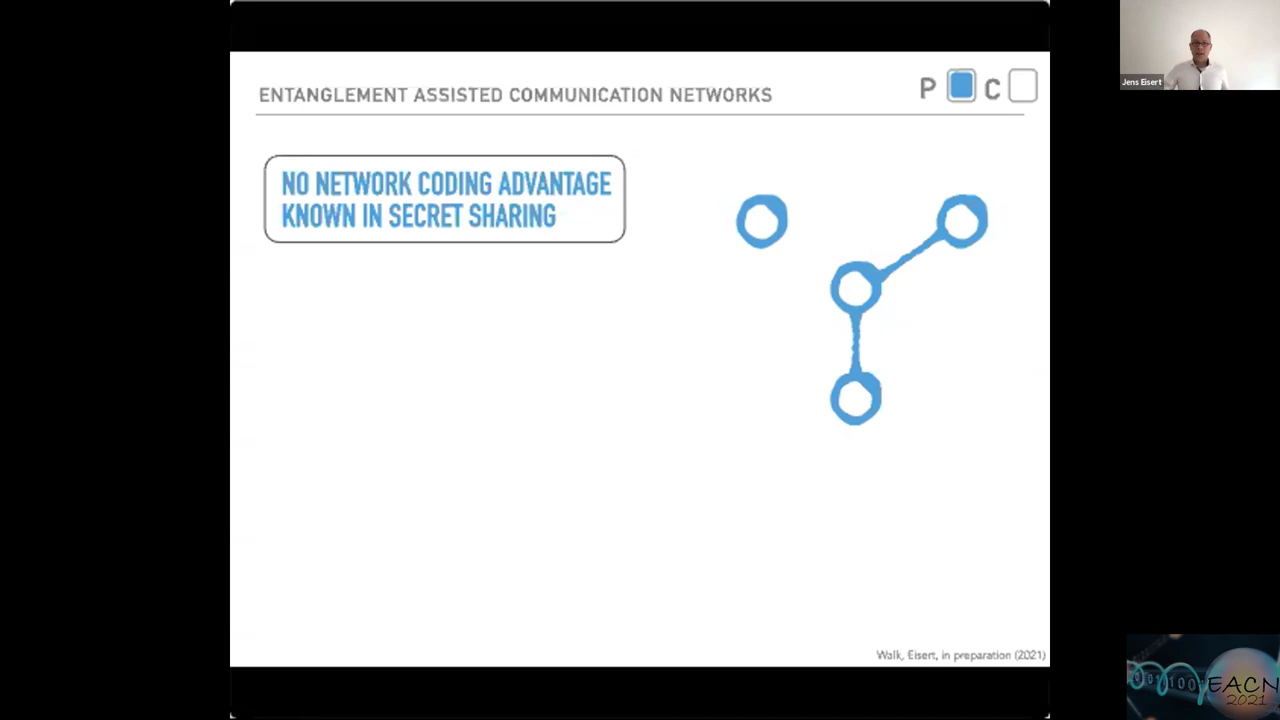 ENTANGLEMENT ASSISTED COMMUNICATION NETWORKS
P C
NO NETWORK CODING ADVANTAGE
KNOWN IN SECRET SHARING
Walk, Eisert, in preparation (2021)
Jens Eisert
EACN
2021